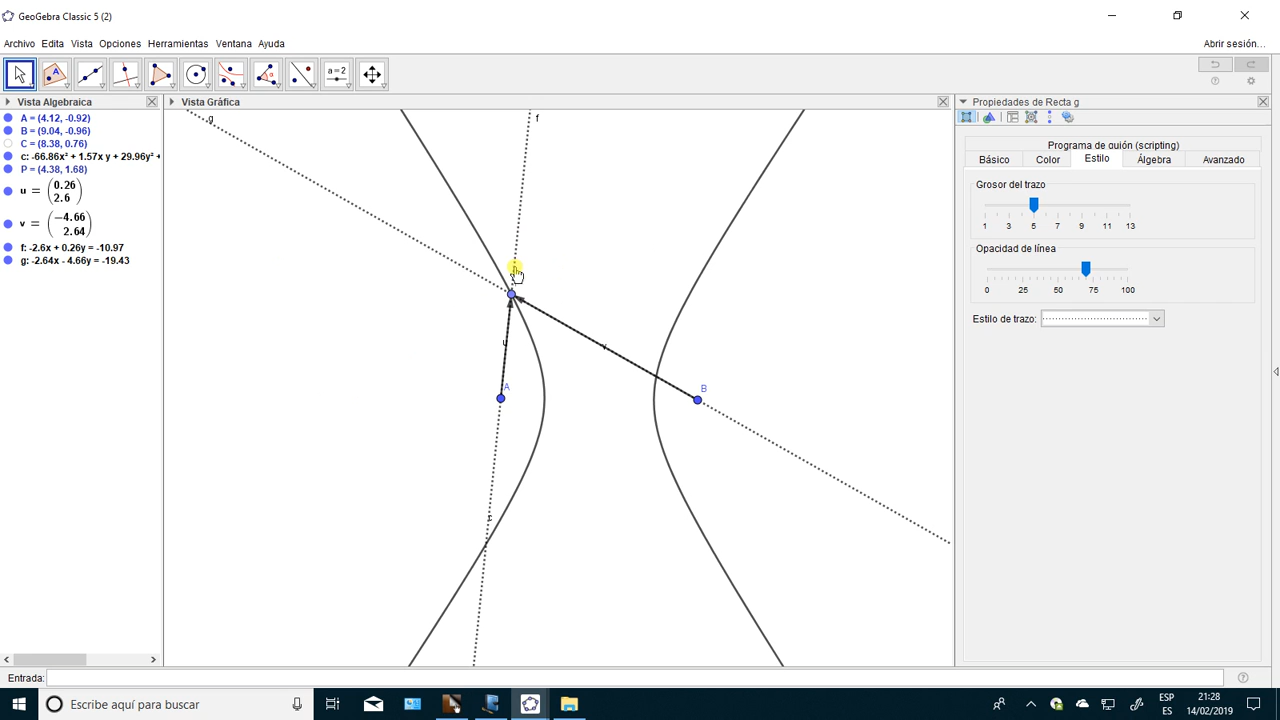 GeoGebra Classic 5 (2)
Archivo Edita Vista Opciones Herramientas Ventana Ayuda
Abrir sesión...
A
a=2
Vista Algebraica
Vista Gráfica
Propiedades de Recta g
A = (4.12, -0.92)
B = (9.04, -0.96)
C = (8.38, 0.76)
c: -66.86x² + 1.57x y + 29.96y² +
P = (4.38, 1.68)
u = (0.26
2.6)
v = (-4.66
2.64)
f: -2.6x + 0.26y = -10.97
g: -2.64x - 4.66y = -19.43
g
f
u
v
A
B
c
Programa de guión (scripting)
Básico Color Estilo Álgebra Avanzado
Grosor del trazo
1 3 5 7 9 11 13
Opacidad de línea
0 25 50 75 100
Estilo de trazo:
Entrada:
Escribe aquí para buscar
ESP
ES
21:28
14/02/2019